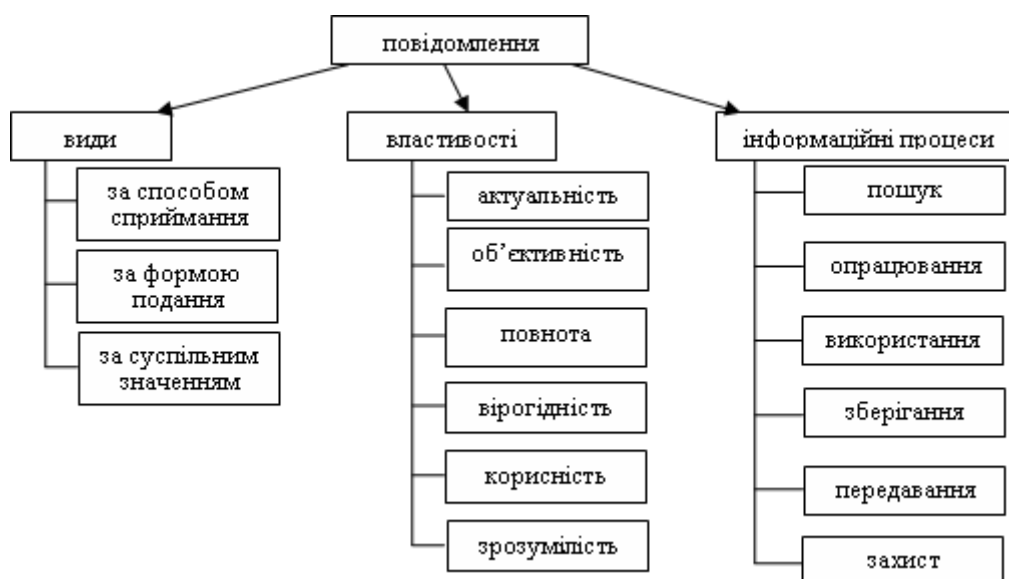 повідомлення
види
за способом
сприймання
за формою
подання
за суспільним
значенням
властивості
актуальність
об’єктивність
повнота
вірогідність
корисність
зрозумілість
інформаційні процеси
пошук
опрацювання
використання
зберігання
передавання
захист